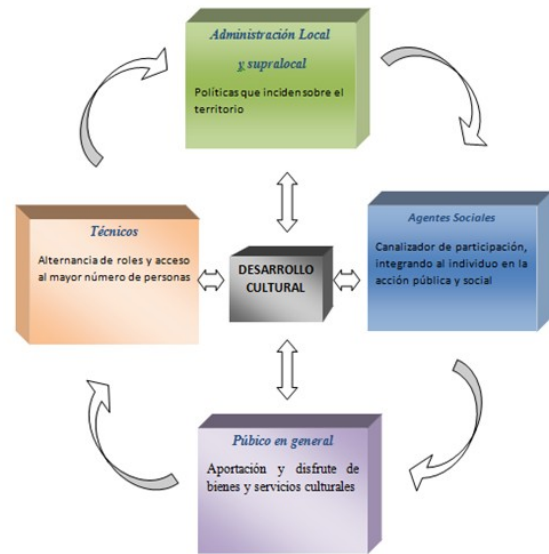 Administración Local
y supralocal
Políticas que inciden sobre el
territorio
Técnicos
Alternancia de roles y acceso
al mayor número de personas
DESARROLLO
CULTURAL
Agentes Sociales
Canalizador de participación,
integrando al individuo en la
acción pública y social
Púbico en general
Aportación y disfrute de
bienes y servicios culturales